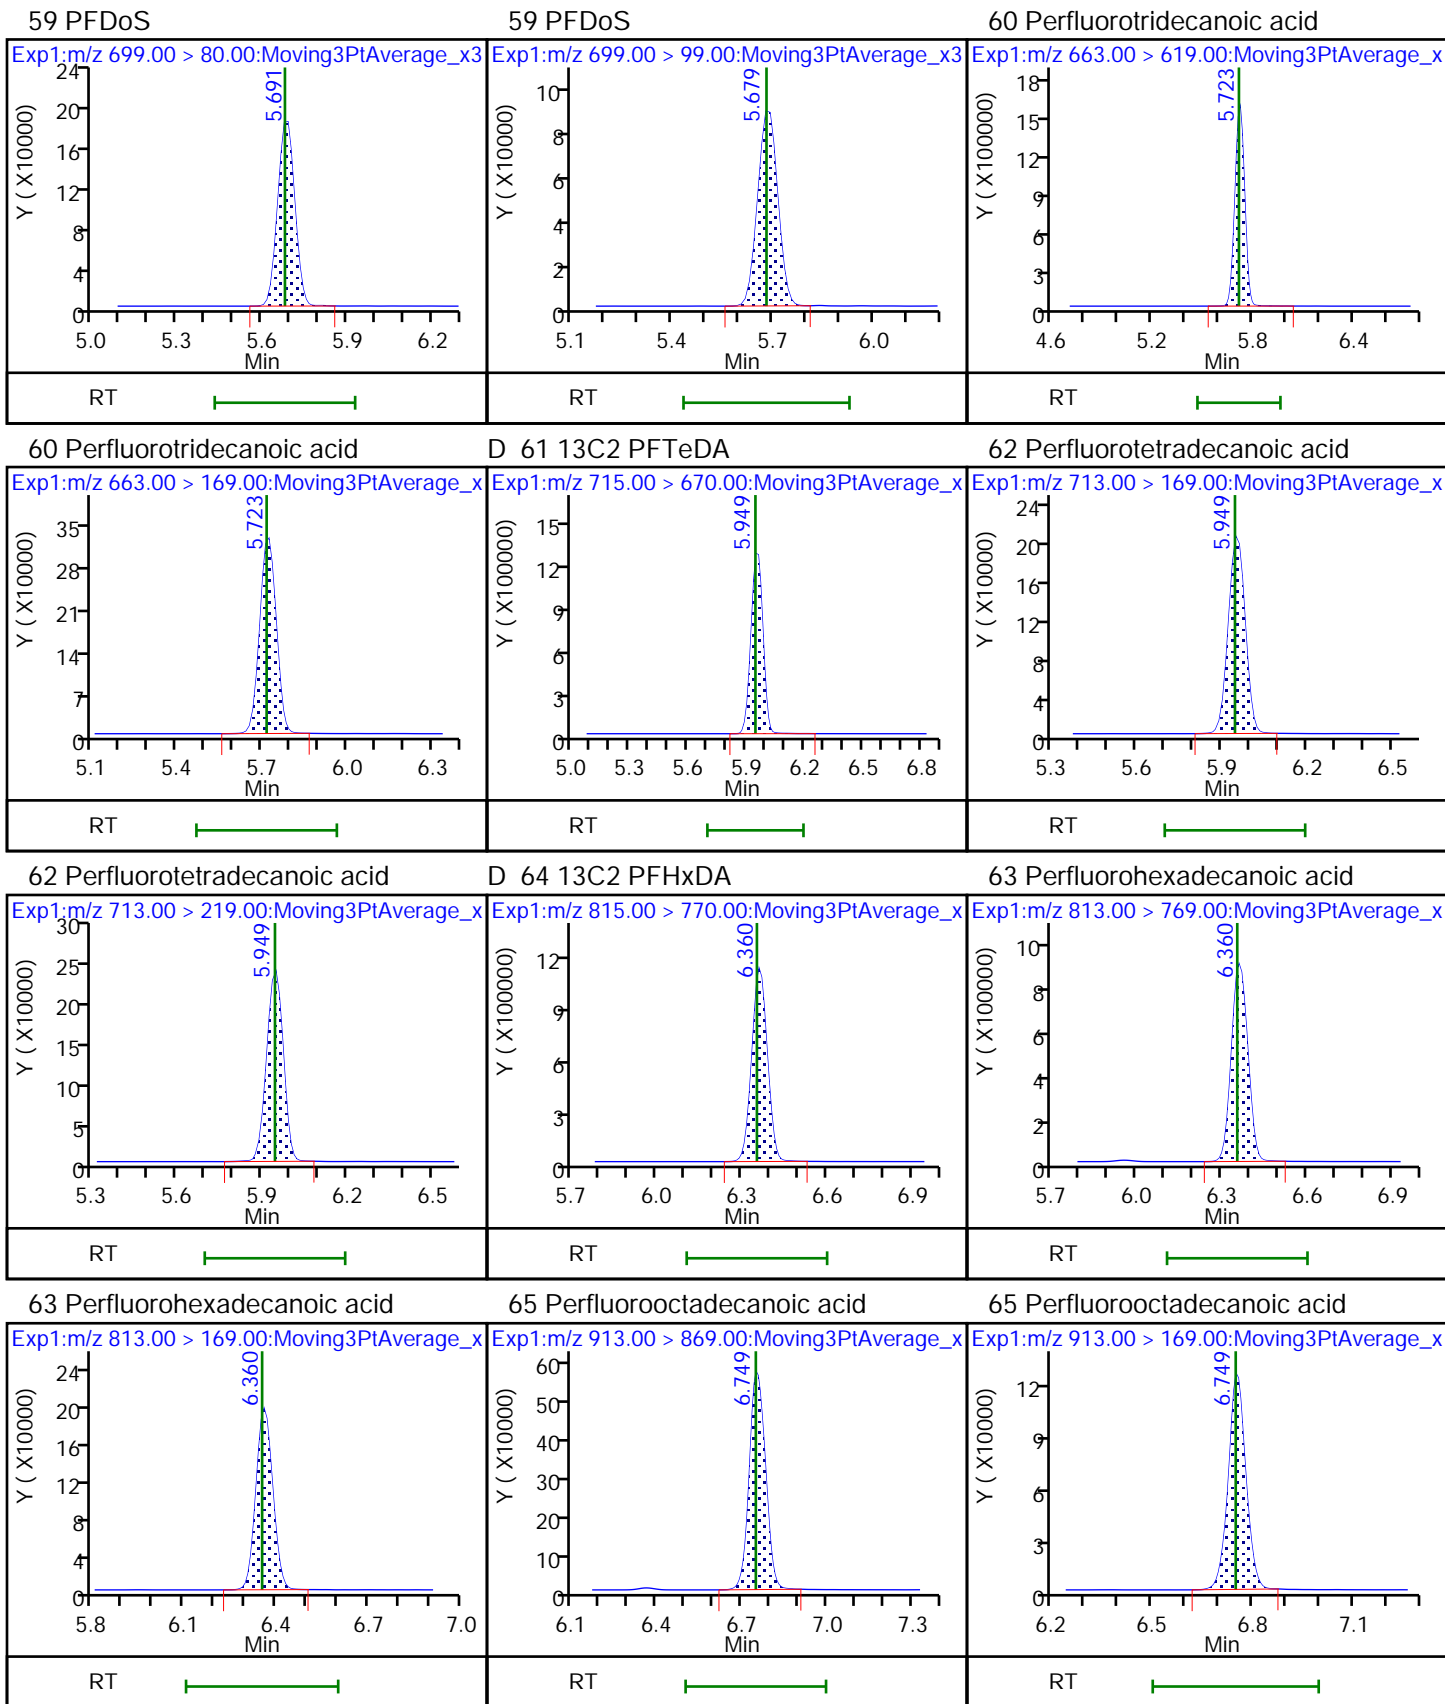 59 PFDoS
Exp1:m/z 699.00 > 80.00:Moving3PtAverage_x3
Y ( X10000)
24
20
16
12
8
4
0
5.691
5.0 5.3 5.6 5.9 6.2
Min
RT
59 PFDoS
Exp1:m/z 699.00 > 99.00:Moving3PtAverage_x3
Y ( X10000)
10
8
6
4
2
0
5.679
5.1 5.4 5.7 6.0
Min
RT
60 Perfluorotridecanoic acid
Exp1:m/z 663.00 > 619.00:Moving3PtAverage_x
Y ( X100000)
18
15
12
9
6
3
0
5.723
4.6 5.2 5.8 6.4
Min
RT
60 Perfluorotridecanoic acid
Exp1:m/z 663.00 > 169.00:Moving3PtAverage_x
Y ( X10000)
35
28
21
14
7
0
5.723
5.1 5.4 5.7 6.0 6.3
Min
RT
D 61 13C2 PFTeDA
Exp1:m/z 715.00 > 670.00:Moving3PtAverage_x
Y ( X100000)
15
12
9
6
3
0
5.949
5.0 5.3 5.6 5.9 6.2 6.5 6.8
Min
RT
62 Perfluorotetradecanoic acid
Exp1:m/z 713.00 > 169.00:Moving3PtAverage_x
Y ( X10000)
24
20
16
12
8
4
0
5.949
5.3 5.6 5.9 6.2 6.5
Min
RT
62 Perfluorotetradecanoic acid
Exp1:m/z 713.00 > 219.00:Moving3PtAverage_x
Y ( X10000)
30
25
20
15
10
5
0
5.949
5.3 5.6 5.9 6.2 6.5
Min
RT
D 64 13C2 PFHxDA
Exp1:m/z 815.00 > 770.00:Moving3PtAverage_x
Y ( X100000)
12
9
6
3
0
6.360
5.7 6.0 6.3 6.6 6.9
Min
RT
63 Perfluorohexadecanoic acid
Exp1:m/z 813.00 > 769.00:Moving3PtAverage_x
Y ( X100000)
10
8
6
4
2
0
6.360
5.7 6.0 6.3 6.6 6.9
Min
RT
63 Perfluorohexadecanoic acid
Exp1:m/z 813.00 > 169.00:Moving3PtAverage_x
Y ( X10000)
24
20
16
12
8
4
0
6.360
5.8 6.1 6.4 6.7 7.0
Min
RT
65 Perfluorooctadecanoic acid
Exp1:m/z 913.00 > 869.00:Moving3PtAverage_x
Y ( X10000)
60
50
40
30
20
10
0
6.749
6.1 6.4 6.7 7.0 7.3
Min
RT
65 Perfluorooctadecanoic acid
Exp1:m/z 913.00 > 169.00:Moving3PtAverage_x
Y ( X10000)
12
9
6
3
0
6.749
6.2 6.5 6.8 7.1
Min
RT